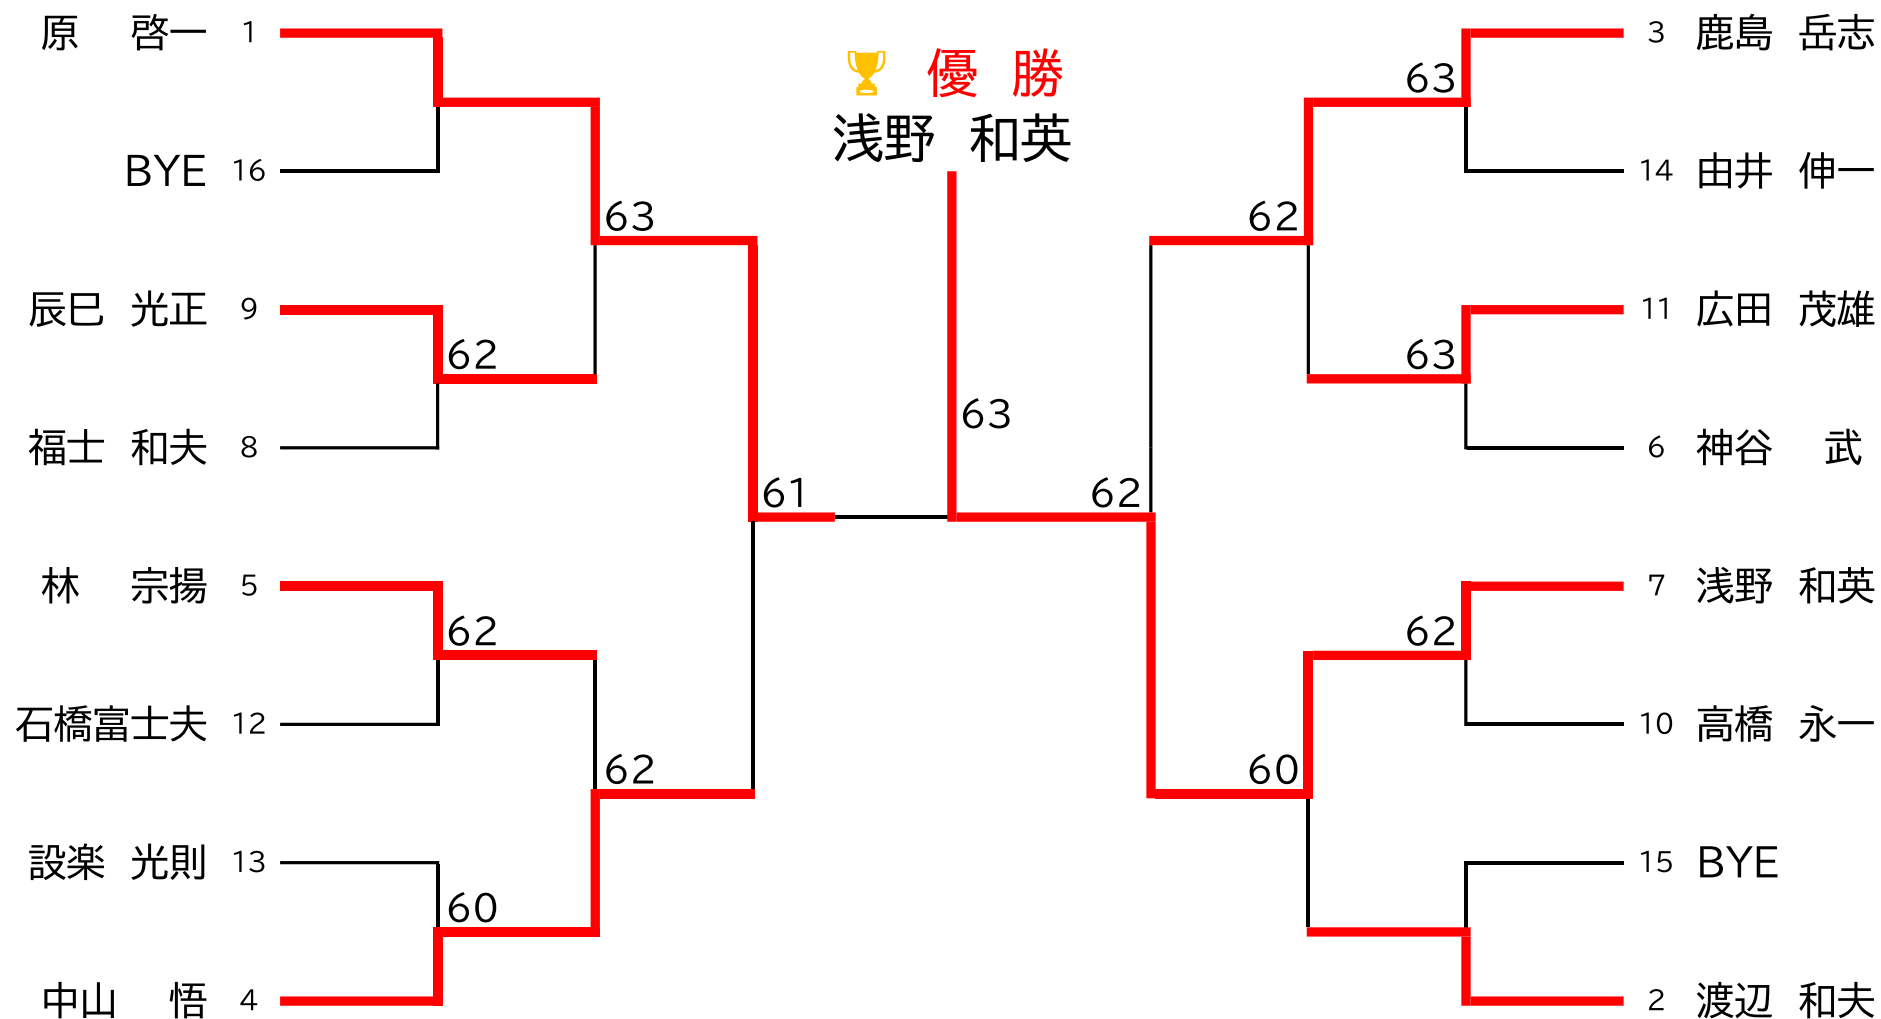 原 啓一 1
BYE 16
辰巳 光正 9
福士 和夫 8
林 宗揚 5
石橋富士夫 12
設楽 光則 13
中山 悟 4
62
62
60
63
62
61
優 勝
浅野 和英
63
62
62
60
63
63
62
3 鹿島 岳志
14 由井 伸一
11 広田 茂雄
6 神谷 武
7 浅野 和英
10 高橋 永一
15 BYE
2 渡辺 和夫